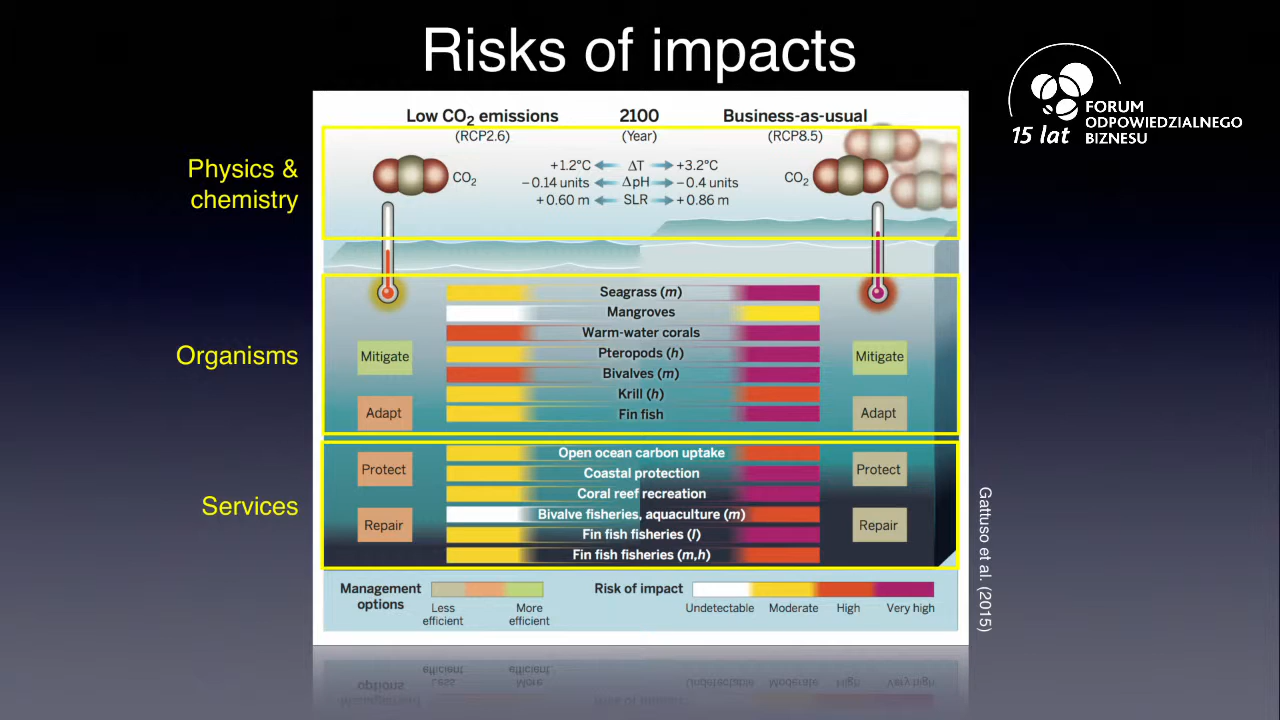 Risks of impacts
15 lat
FORUM
ODPOWIEDZIALNEGO
BIZNESU
Low CO₂ emissions 2100 Business-as-usual
(RCP2.6) (Year) (RCP8.5)
Physics &
chemistry
CO₂
CO₂
+1.2°C ΔT +3.2°C
−0.14 units ΔpH −0.4 units
+0.60 m SLR +0.86 m
Organisms
Seagrass (m)
Mangroves
Warm-water corals
Pteropods (h)
Bivalves (m)
Krill (h)
Fin fish
Mitigate
Mitigate
Adapt
Adapt
Services
Open ocean carbon uptake
Coastal protection
Coral reef recreation
Bivalve fisheries, aquaculture (m)
Fin fish fisheries (l)
Fin fish fisheries (m,h)
Protect
Protect
Repair
Repair
Management
options
Less
efficient
More
efficient
Risk of impact
Undetectable Moderate High Very high
Gattuso et al. (2015)